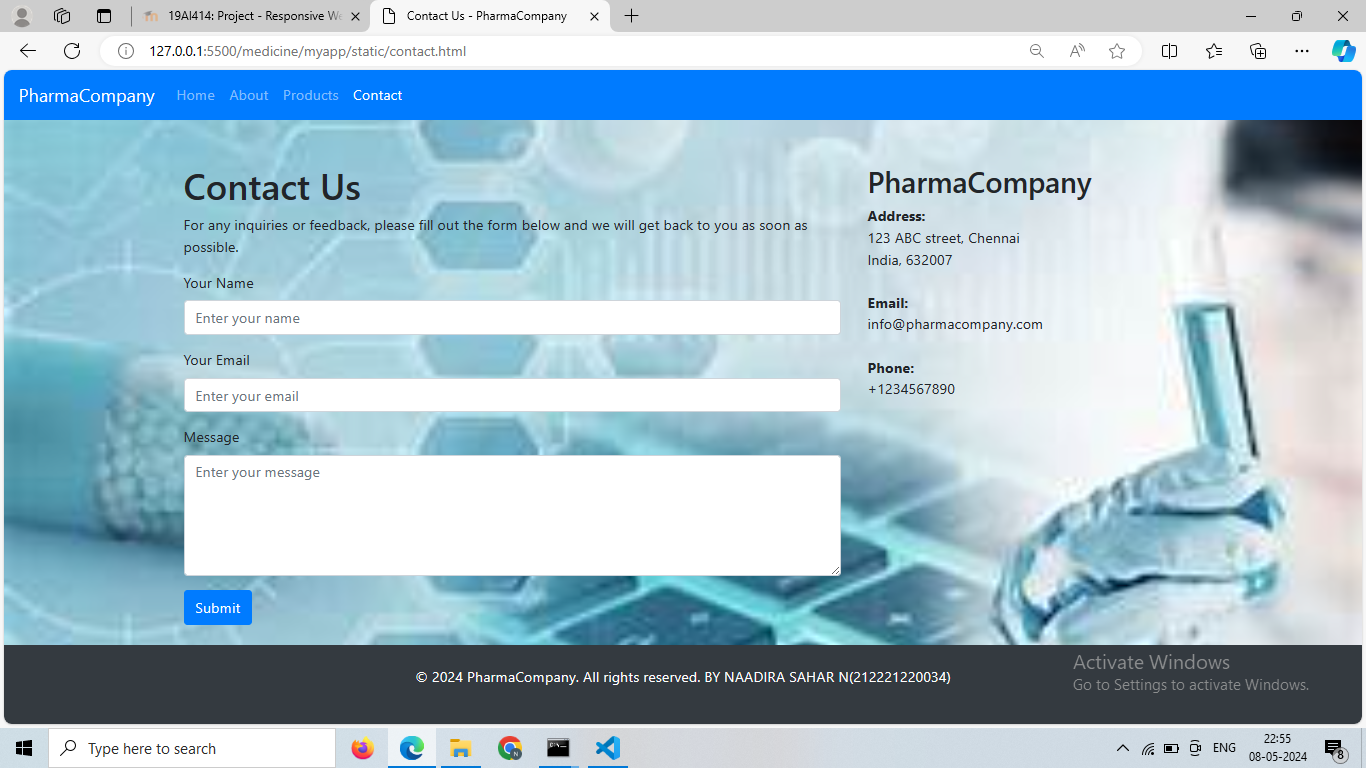 19AI414: Project - Responsive We
Contact Us - PharmaCompany
127.0.0.1:5500/medicine/myapp/static/contact.html
PharmaCompany Home About Products Contact
Contact Us
For any inquiries or feedback, please fill out the form below and we will get back to you as soon as
possible.
Your Name
Enter your name
Your Email
Enter your email
Message
Enter your message
Submit
PharmaCompany
Address:
123 ABC street, Chennai
India, 632007
Email:
info@pharmacompany.com
Phone:
+1234567890
© 2024 PharmaCompany. All rights reserved. BY NAADIRA SAHAR N(212221220034)
Activate Windows
Go to Settings to activate Windows.
Type here to search
ENG
22:55
08-05-2024
8